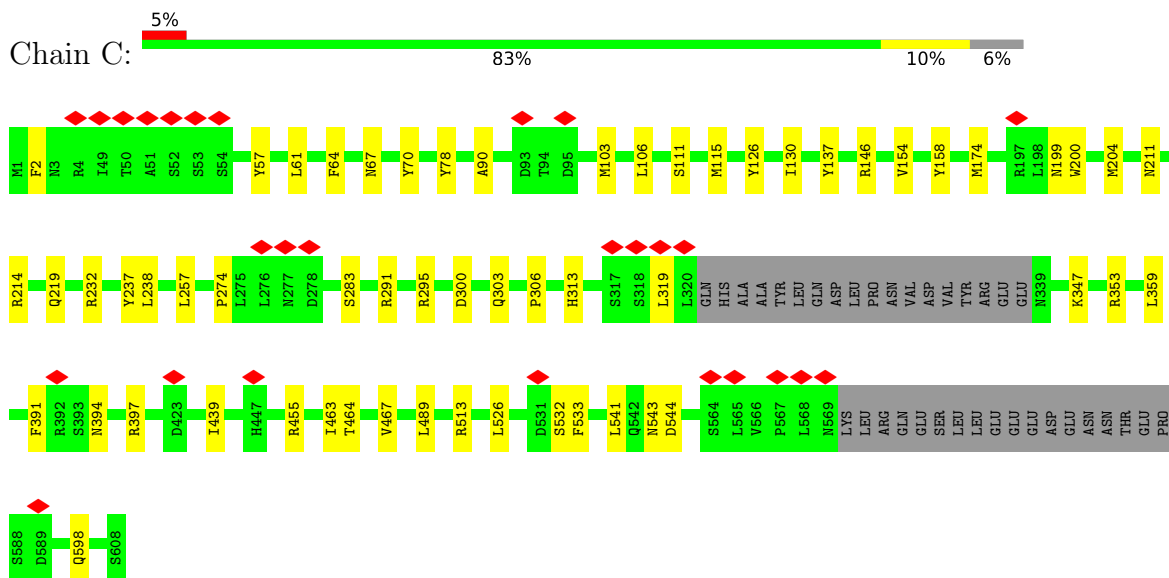 5%
Chain C:
83% 10% 6%
M1 F2 N3 R4 I49 T50 A51 S52 S53 S54 Y57 L61 F64 N67 Y70 Y78 A90 D93 T94 D95 M103 L106 S111 M115 Y126 I130 Y137 R146 V154 Y158 M174 R197 L198 N199 W200 M204 N211
R214 Q219 R232 Y237 L238 L257 P274 L275 L276 N277 D278 S283 R291 R295 D300 Q303 P306 H313 S317 S318 L319 L320 GLN HIS ALA ALA TYR LEU GLN ASP LEU PRO ASN VAL ASP VAL TYR ARG GLU GLU N339 K347 R353 L359
F391 R392 S393 N394 R397 D423 I439 H447 R455 I463 T464 V467 L489 R513 L526 D531 S532 F533 L541 Q542 N543 D544 S564 L565 V566 P567 L568 N569 LYS LEU ARG GLN GLU SER LEU LEU GLU GLU GLU ASP GLU ASN ASN THR GLU PRO
S588 D589 Q598 S608